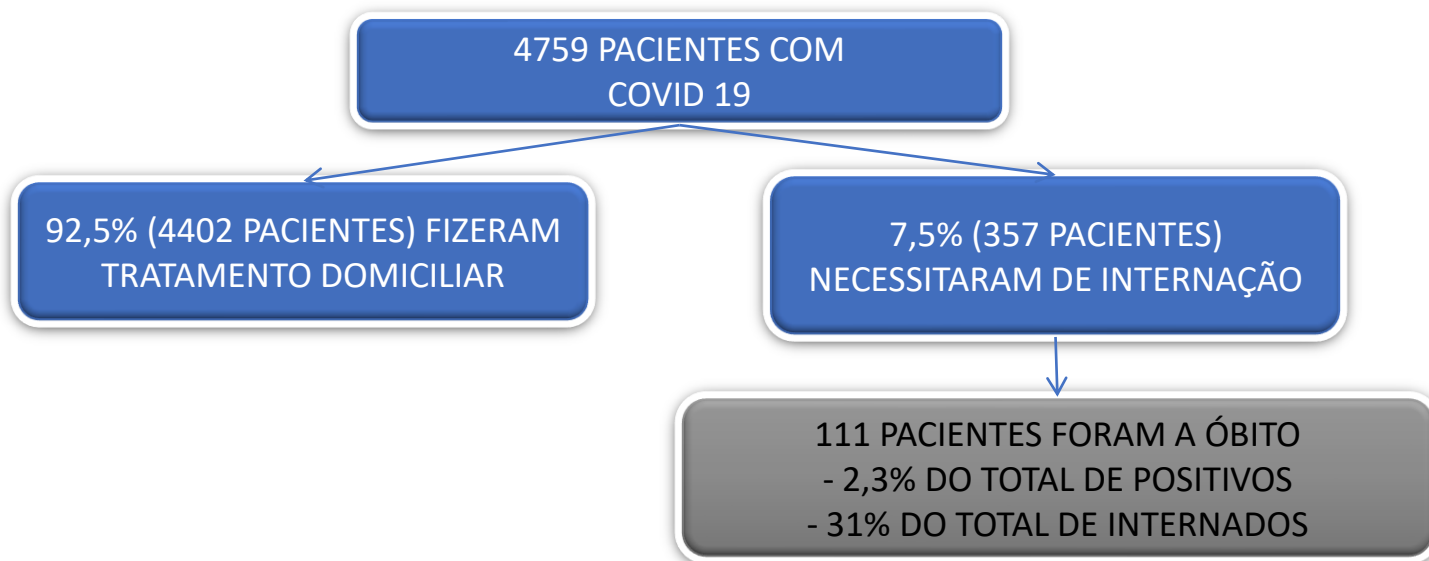 4759 PACIENTES COM
COVID 19
92,5% (4402 PACIENTES) FIZERAM
TRATAMENTO DOMICILIAR
7,5% (357 PACIENTES)
NECESSITARAM DE INTERNAÇÃO
111 PACIENTES FORAM A ÓBITO
- 2,3% DO TOTAL DE POSITIVOS
- 31% DO TOTAL DE INTERNADOS